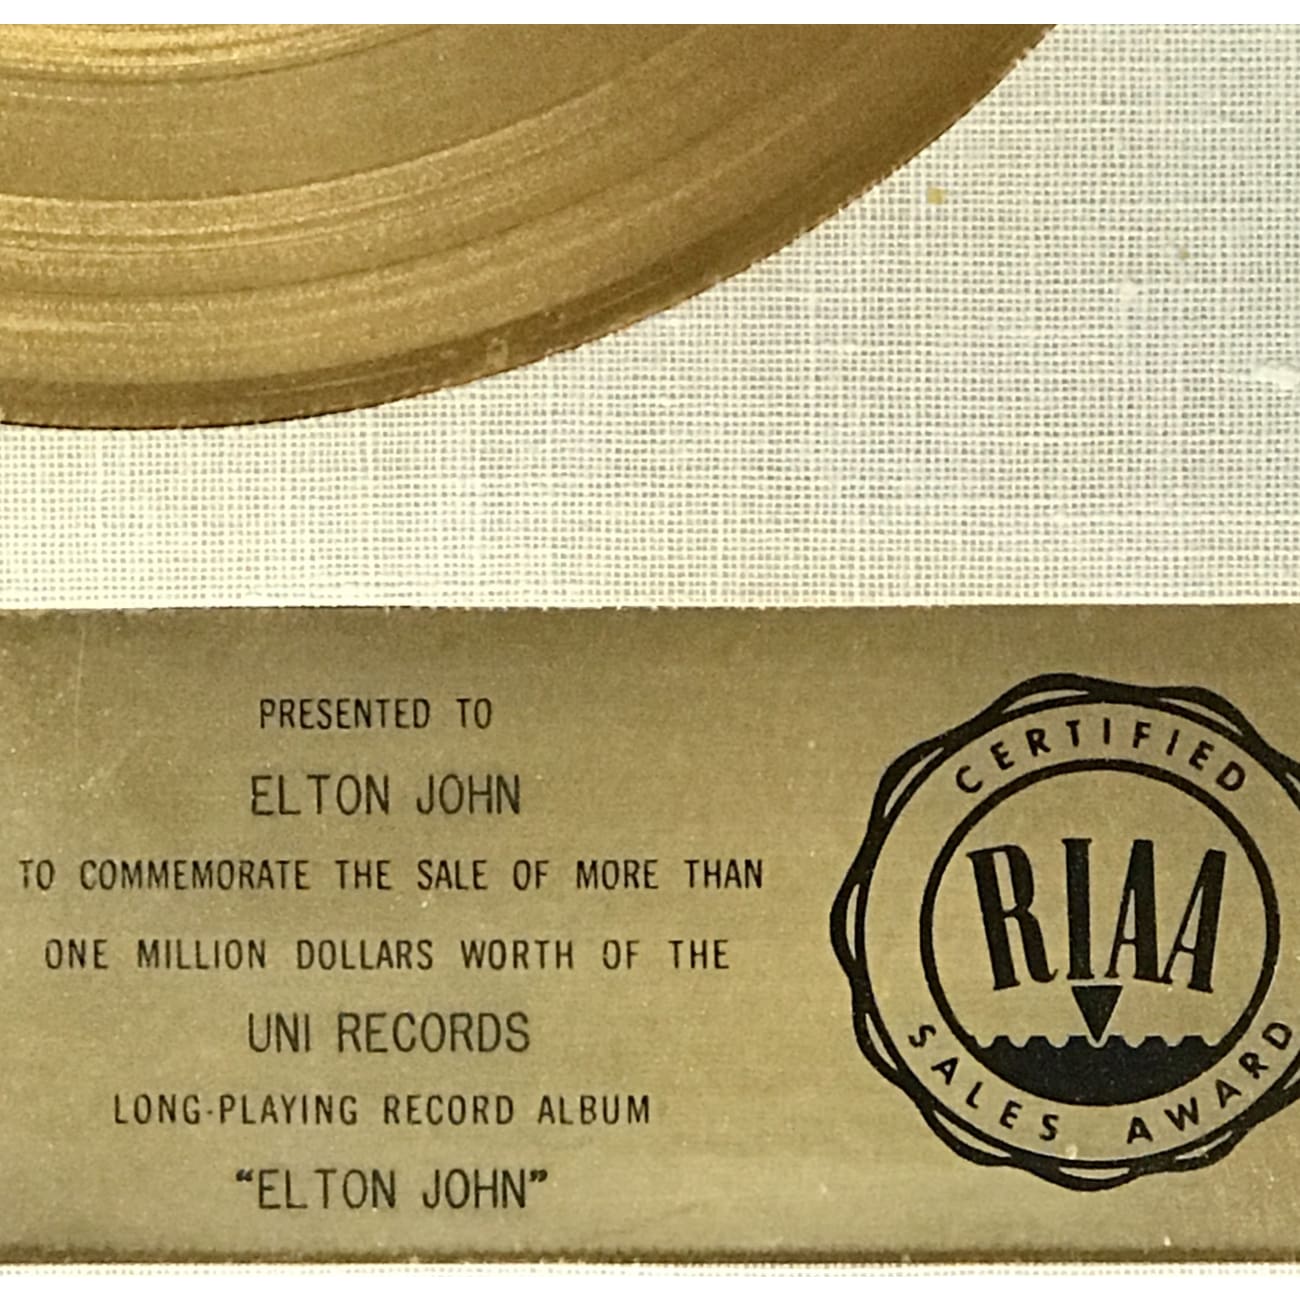 PRESENTED TO
ELTON JOHN
TO COMMEMORATE THE SALE OF MORE THAN
ONE MILLION DOLLARS WORTH OF THE
UNI RECORDS
LONG-PLAYING RECORD ALBUM
“ELTON JOHN”
CERTIFIED
RIAA
SALES AWARD